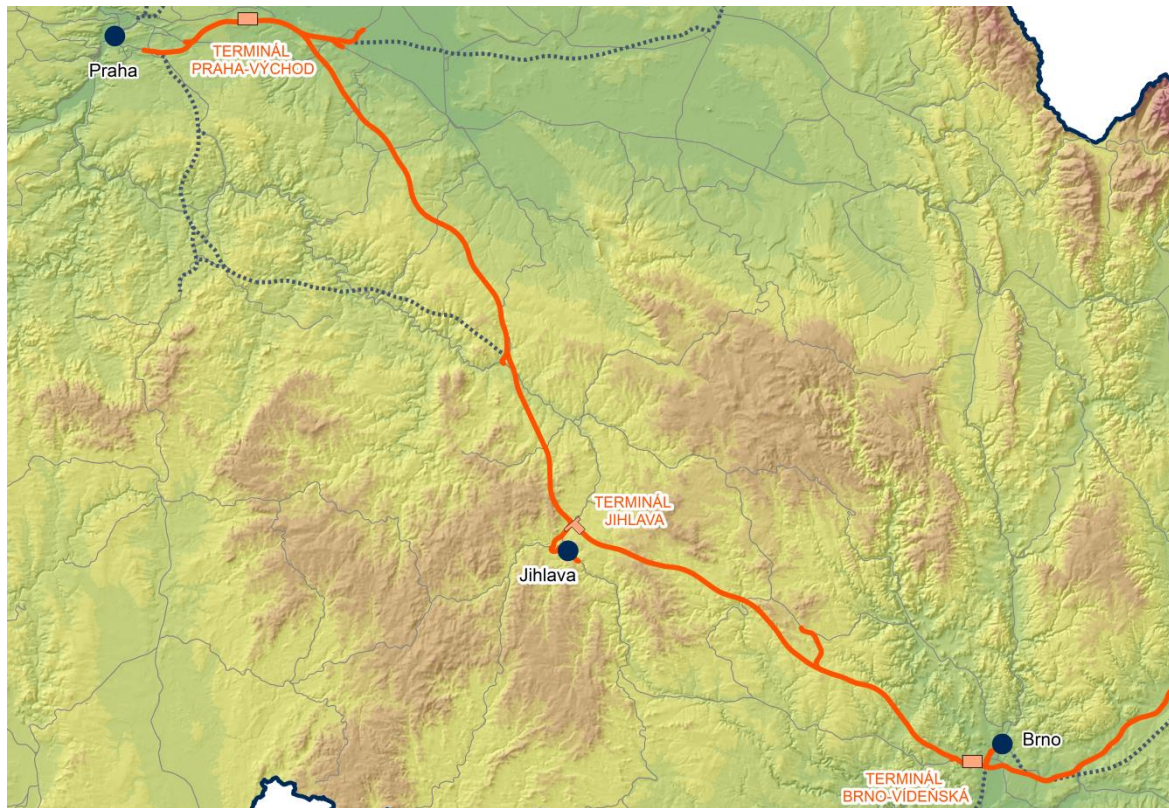 Praha
TERMINÁL
PRAHA-VÝCHOD
TERMINÁL
JIHLAVA
Jihlava
Brno
TERMINÁL
BRNO-VÍDEŇSKÁ